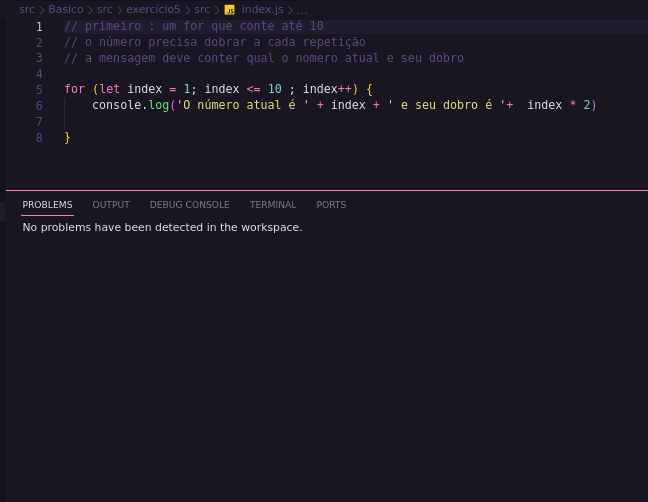 src > Basico > src > exercício5 > src > JS index.js > ...
1 // primeiro : um for que conte até 10
2 // o número precisa dobrar a cada repetição
3 // a mensagem deve conter qual o nomero atual e seu dobro
4
5 for (let index = 1; index <= 10 ; index++) {
6 console.log('O número atual é ' + index + ' e seu dobro é '+  index * 2)
7
8 }
PROBLEMS OUTPUT DEBUG CONSOLE TERMINAL PORTS
No problems have been detected in the workspace.